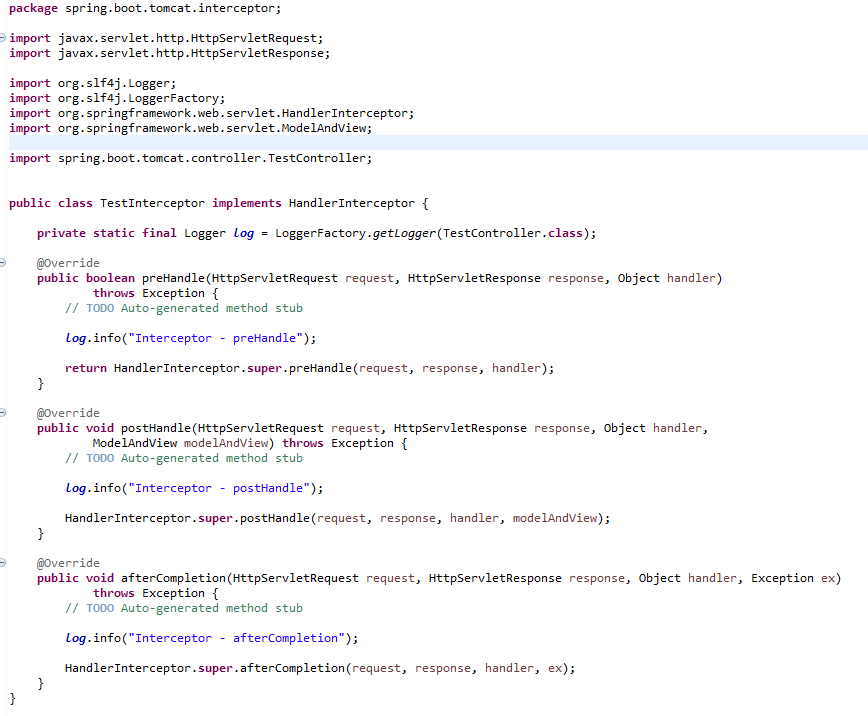 package spring.boot.tomcat.interceptor;
import javax.servlet.http.HttpServletRequest;
import javax.servlet.http.HttpServletResponse;
import org.slf4j.Logger;
import org.slf4j.LoggerFactory;
import org.springframework.web.servlet.HandlerInterceptor;
import org.springframework.web.servlet.ModelAndView;
import spring.boot.tomcat.controller.TestController;
public class TestInterceptor implements HandlerInterceptor {
private static final Logger log = LoggerFactory.getLogger(TestController.class);
@Override
public boolean preHandle(HttpServletRequest request, HttpServletResponse response, Object handler)
throws Exception {
// TODO Auto-generated method stub
log.info("Interceptor - preHandle");
return HandlerInterceptor.super.preHandle(request, response, handler);
}
@Override
public void postHandle(HttpServletRequest request, HttpServletResponse response, Object handler,
ModelAndView modelAndView) throws Exception {
// TODO Auto-generated method stub
log.info("Interceptor - postHandle");
HandlerInterceptor.super.postHandle(request, response, handler, modelAndView);
}
@Override
public void afterCompletion(HttpServletRequest request, HttpServletResponse response, Object handler, Exception ex)
throws Exception {
// TODO Auto-generated method stub
log.info("Interceptor - afterCompletion");
HandlerInterceptor.super.afterCompletion(request, response, handler, ex);
}
}